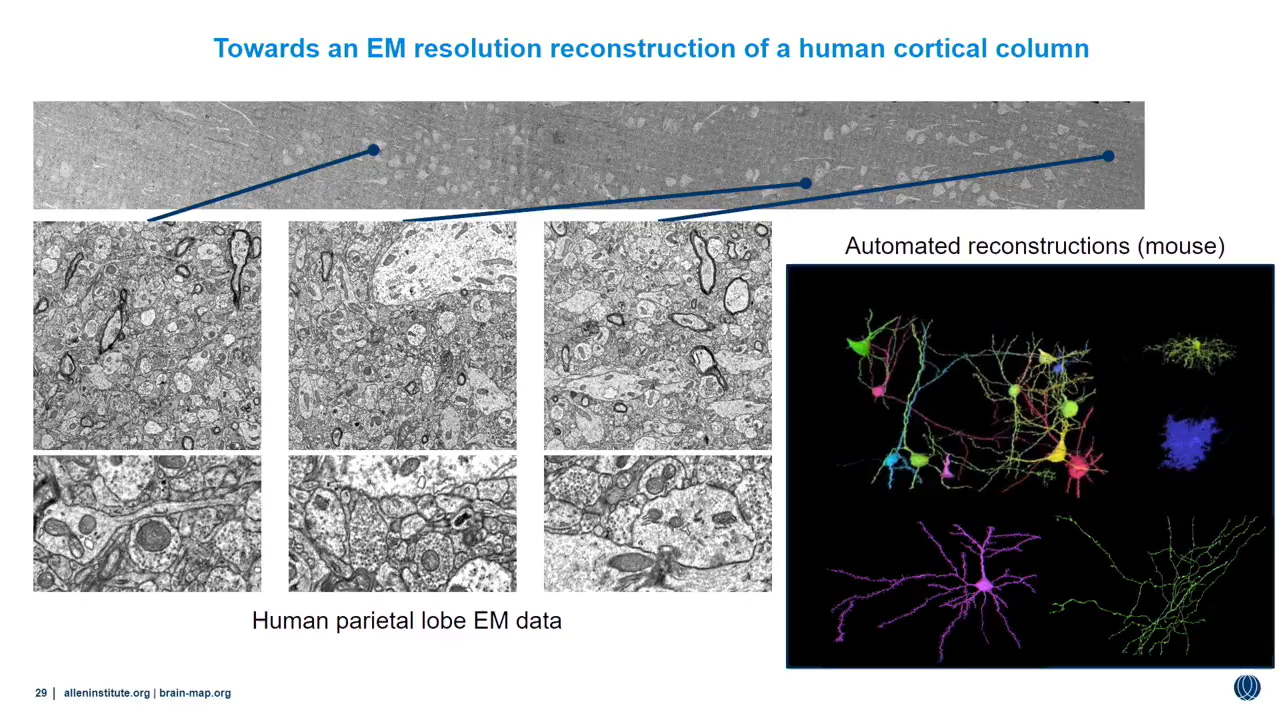 Towards an EM resolution reconstruction of a human cortical column
Automated reconstructions (mouse)
Human parietal lobe EM data
29 | alleninstitute.org | brain-map.org